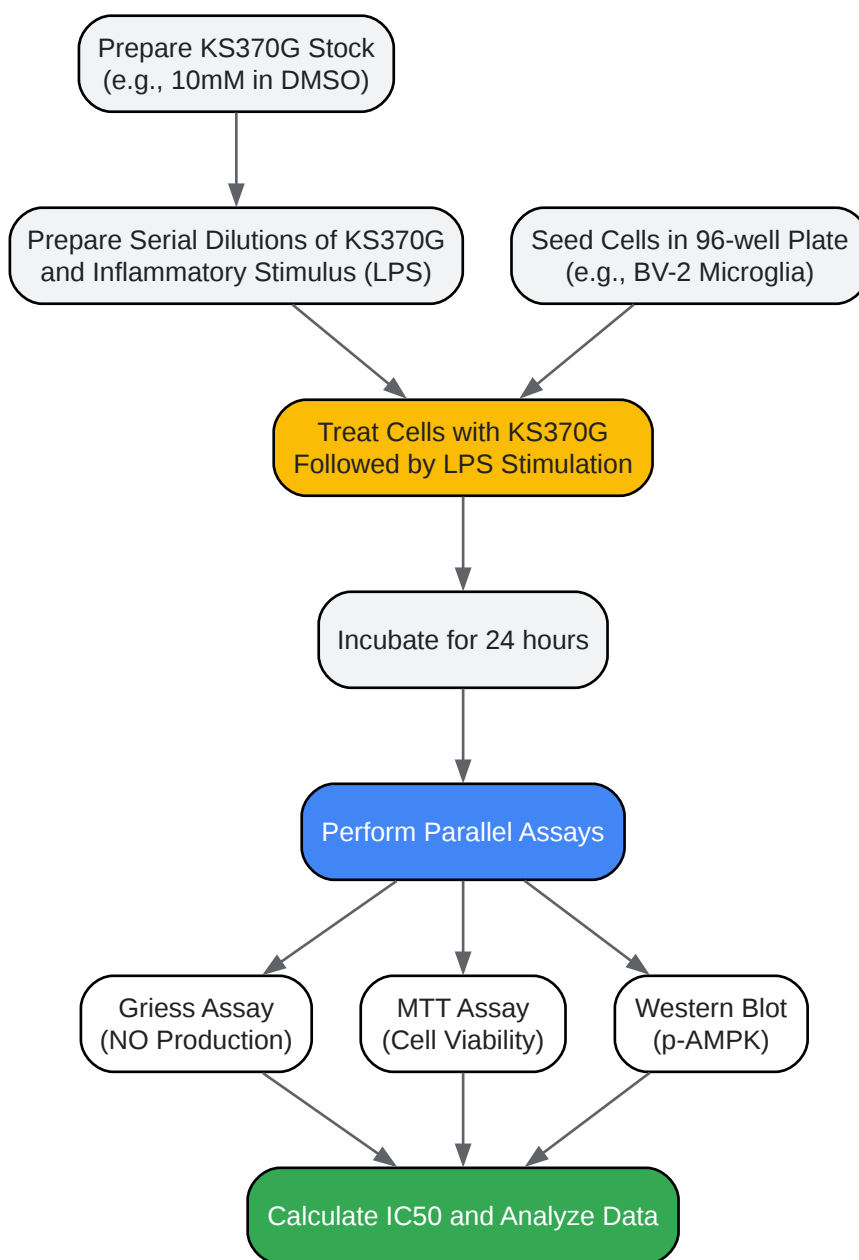 Prepare KS370G Stock
(e.g., 10mM in DMSO)
Prepare Serial Dilutions of KS370G
and Inflammatory Stimulus (LPS)
Seed Cells in 96-well Plate
(e.g., BV-2 Microglia)
Treat Cells with KS370G
Followed by LPS Stimulation
Incubate for 24 hours
Perform Parallel Assays
Griess Assay
(NO Production)
MTT Assay
(Cell Viability)
Western Blot
(p-AMPK)
Calculate IC50 and Analyze Data